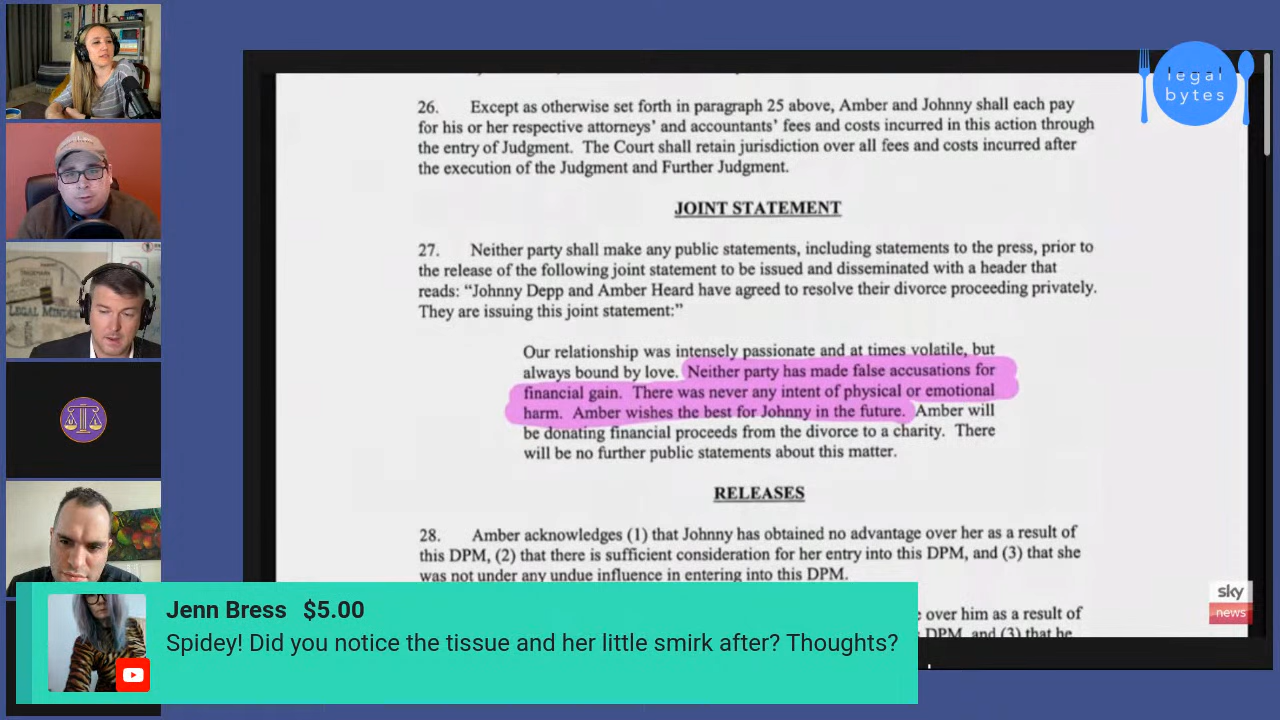 26. Except as otherwise set forth in paragraph 25 above, Amber and Johnny shall each pay
for his or her respective attorneys’ and accountants’ fees and costs incurred in this action through
the entry of Judgment. The Court shall retain jurisdiction over all fees and costs incurred after
the execution of the Judgment and Further Judgment.
JOINT STATEMENT
27. Neither party shall make any public statements, including statements to the press, prior to
the release of the following joint statement to be issued and disseminated with a header that
reads: “Johnny Depp and Amber Heard have agreed to resolve their divorce proceeding privately.
They are issuing this joint statement:”
Our relationship was intensely passionate and at times volatile, but
always bound by love. Neither party has made false accusations for
financial gain. There was never any intent of physical or emotional
harm. Amber wishes the best for Johnny in the future. Amber will
be donating financial proceeds from the divorce to a charity. There
will be no further public statements about this matter.
RELEASES
28. Amber acknowledges (1) that Johnny has obtained no advantage over her as a result of
this DPM, (2) that there is sufficient consideration for her entry into this DPM, and (3) that she
was not under any undue influence in entering into this DPM.
over him as a result of
DPM, and (3) that he
legal
bytes
sky
news
Jenn Bress $5.00
Spidey! Did you notice the tissue and her little smirk after? Thoughts?